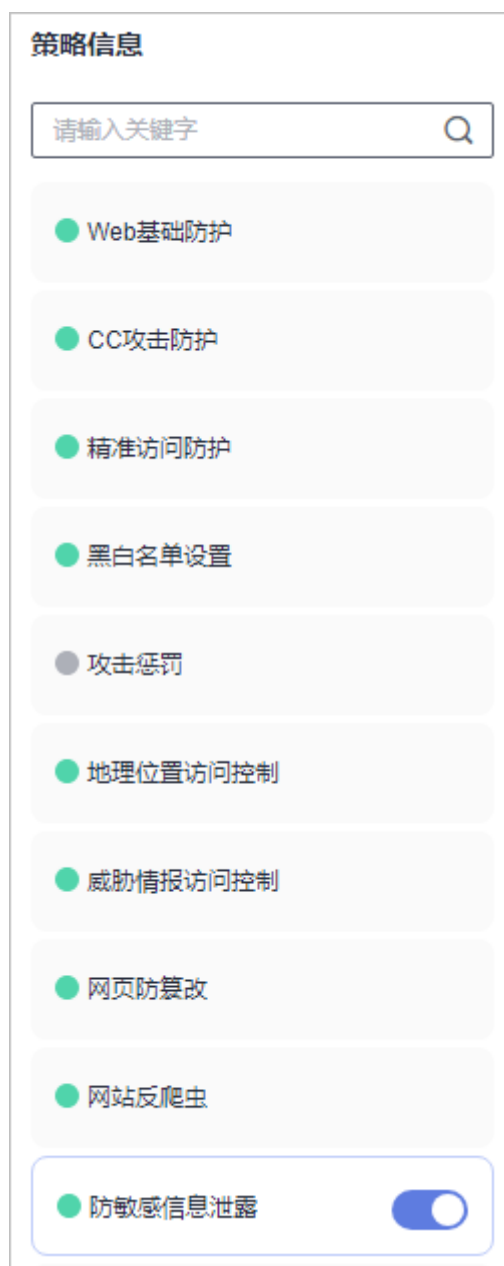 策略信息
请输入关键字
Web基础防护
CC攻击防护
精准访问防护
黑白名单设置
攻击惩罚
地理位置访问控制
威胁情报访问控制
网页防篡改
网站反爬虫
防敏感信息泄露